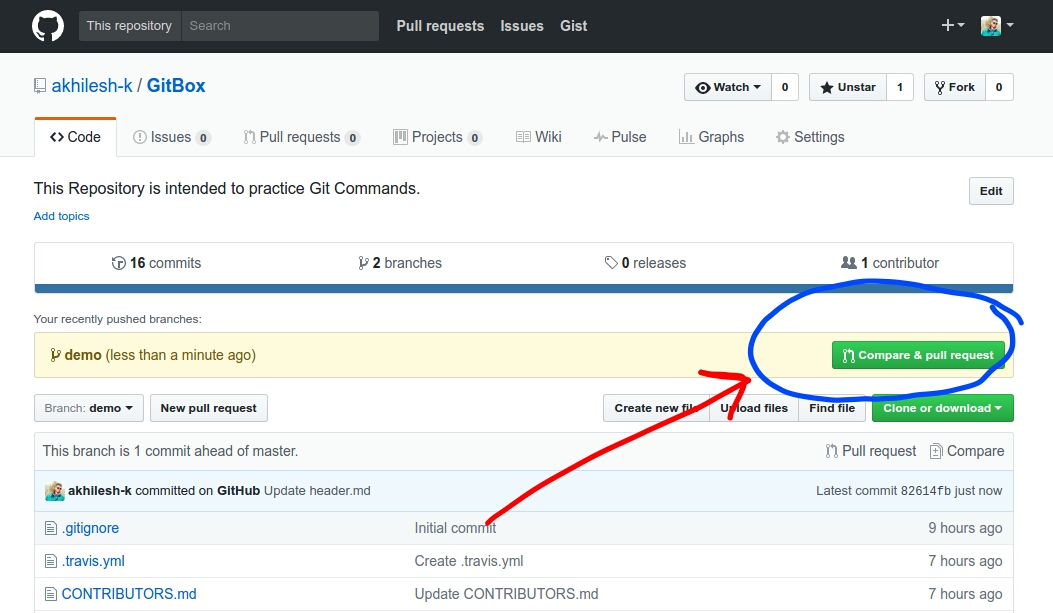 This repository Search Pull requests Issues Gist
akhilesh-k / GitBox Watch 0 Unstar 1 Fork 0
Code Issues 0 Pull requests 0 Projects 0 Wiki Pulse Graphs Settings
This Repository is intended to practice Git Commands. Edit
Add topics
16 commits 2 branches 0 releases 1 contributor
Your recently pushed branches:
demo (less than a minute ago) Compare & pull request
Branch: demo New pull request Create new file Upload files Find file Clone or download
This branch is 1 commit ahead of master. Pull request Compare
akhilesh-k committed on GitHub Update header.md Latest commit 82614fb just now
.gitignore Initial commit 9 hours ago
.travis.yml Create .travis.yml 7 hours ago
CONTRIBUTORS.md Update CONTRIBUTORS.md 7 hours ago